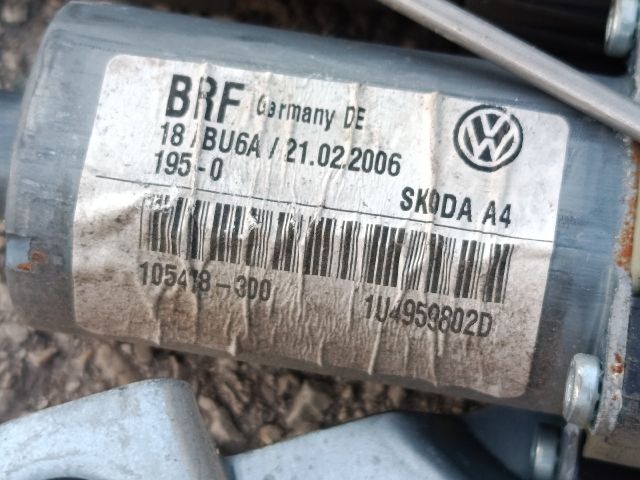 BRF Germany DE
18 / BU6A / 21.02.2006
195-0
SKODA A4
105418-300
1U4959802D